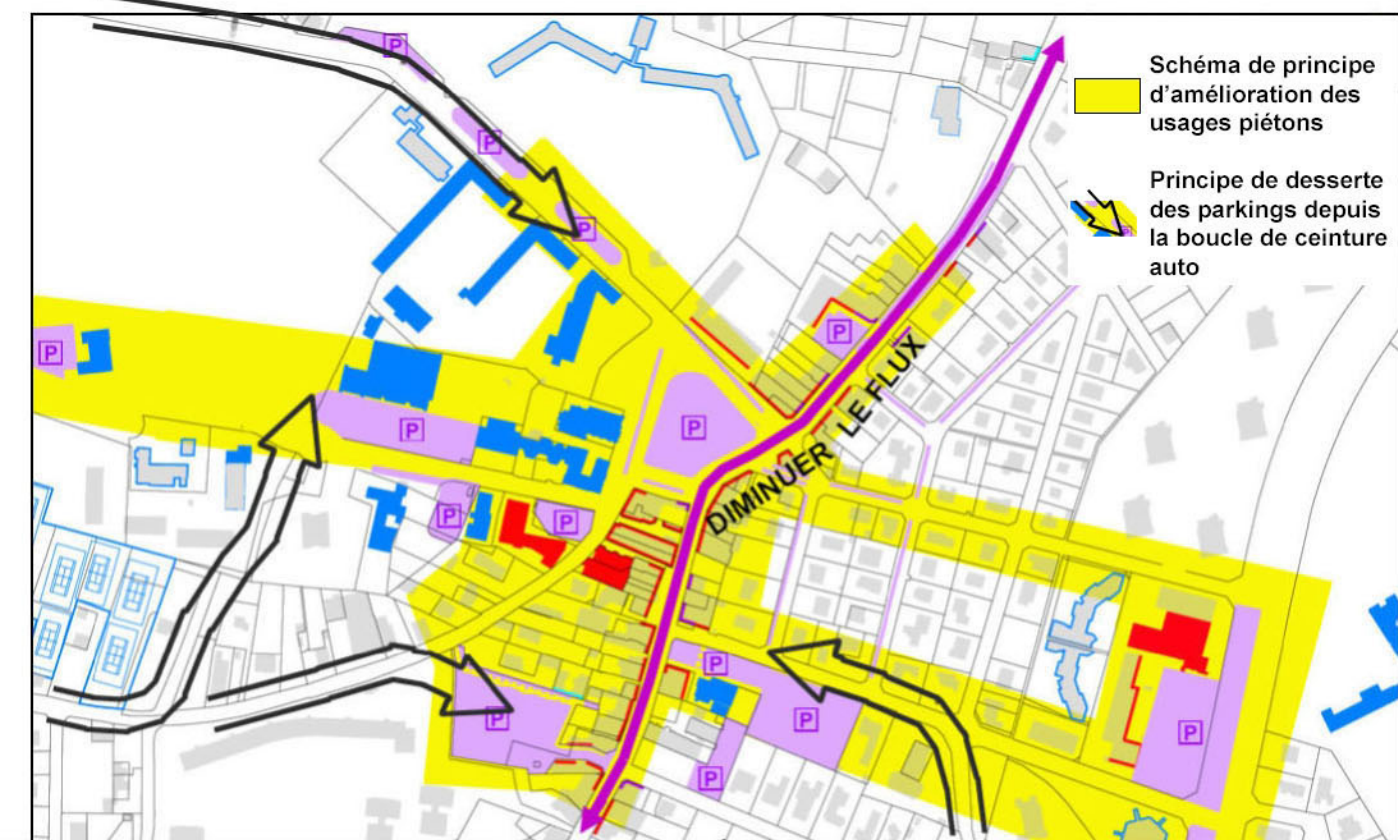 P
P
P
Schéma de principe
d'amélioration des
usages piétons
Principe de desserte
des parkings depuis
la boucle de ceinture
auto
P
P
P
P
P
P
DIMINUER LE FLUX
P
P
P
P
P